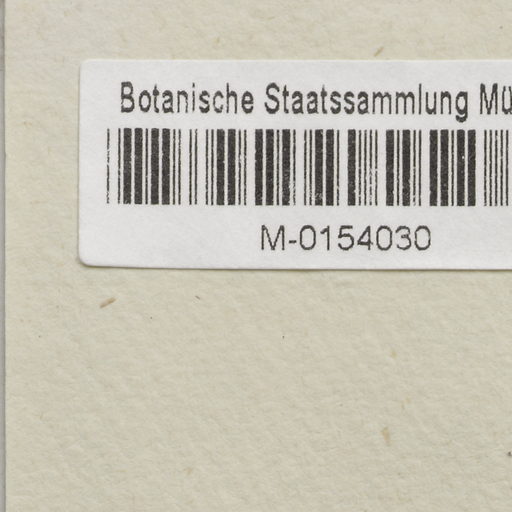 Botanische Staatssammlung Mü
M-0154030